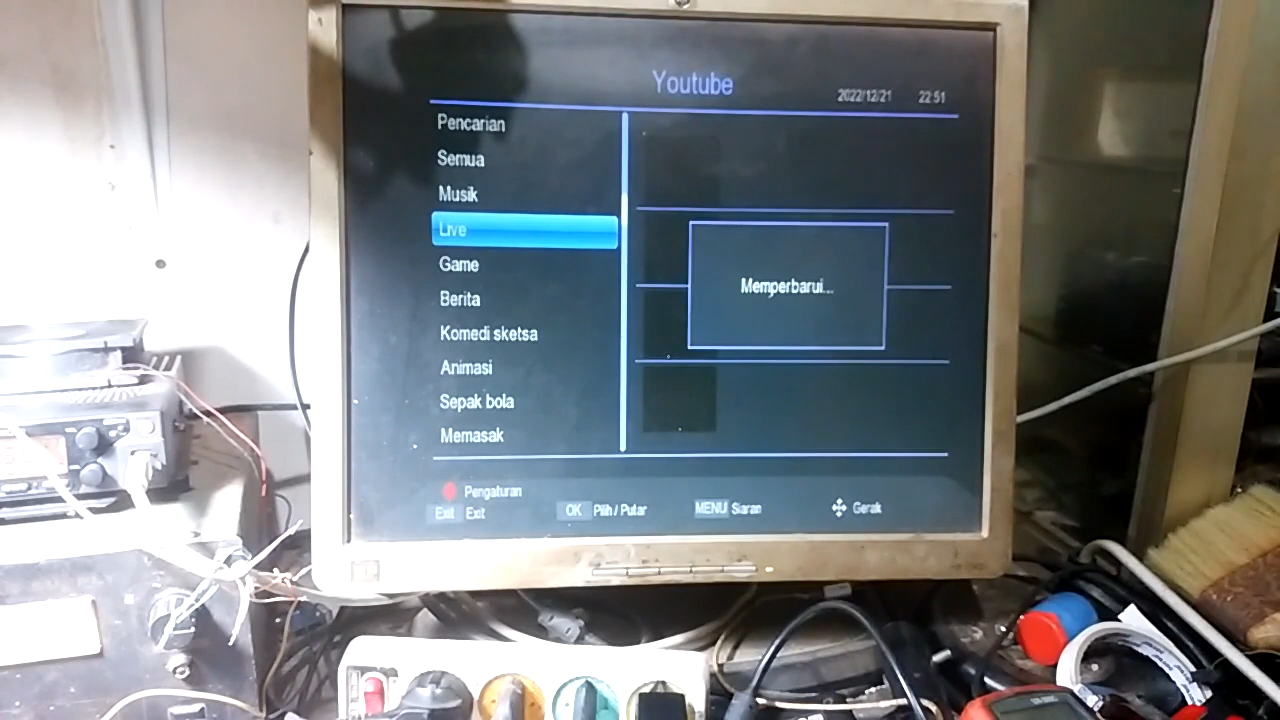 Youtube
2022/12/21 22:51
Pencarian
Semua
Musik
Live
Game
Berita
Komedi sketsa
Animasi
Sepak bola
Memasak
Memperbarui...
Pengaturan
Exit Exit
OK Pilih / Putar
MENU Siaran
Gerak